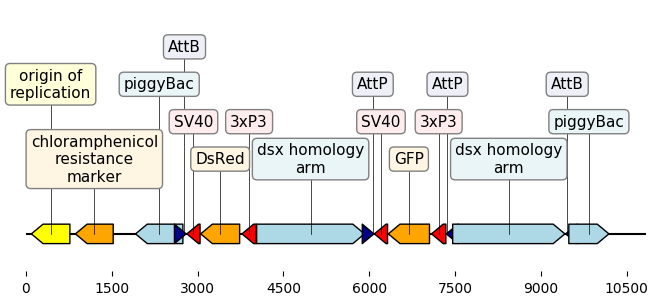 AttB
origin of
replication
piggyBac
AttP
AttP
AttB
SV40
3xP3
SV40
3xP3
piggyBac
chloramphenicol
resistance
marker
DsRed
dsx homology
arm
GFP
dsx homology
arm
0
1500
3000
4500
6000
7500
9000
10500